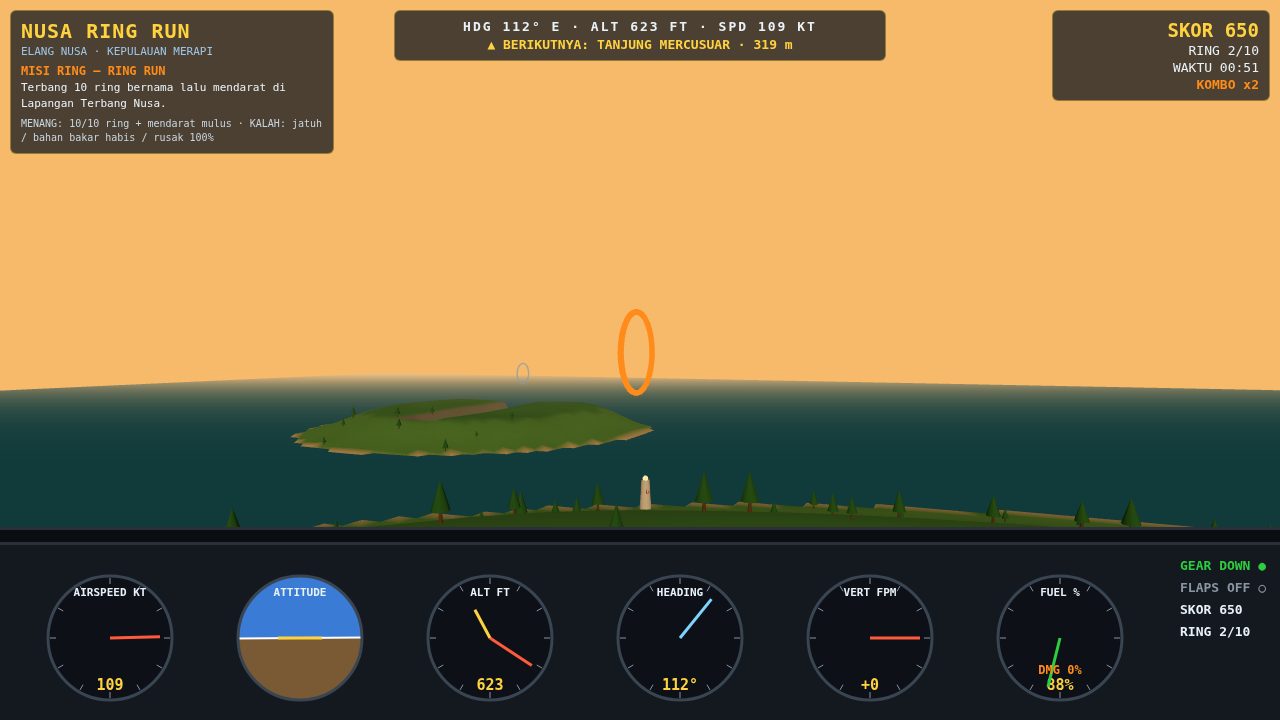 NUSA RING RUN
ELANG NUSA · KEPULAUAN MERAPI
MISI RING — RING RUN
Terbang 10 ring bernama lalu mendarat di
Lapangan Terbang Nusa.
MENANG: 10/10 ring + mendarat mulus · KALAH: jatuh
/ bahan bakar habis / rusak 100%
HDG 112° E · ALT 623 FT · SPD 109 KT
▲ BERIKUTNYA: TANJUNG MERCUSUAR · 319 m
SKOR 650
RING 2/10
WAKTU 00:51
KOMBO x2
AIRSPEED KT
109
ATTITUDE
ALT FT
623
HEADING
112°
VERT FPM
+0
FUEL %
DMG 0%
88%
GEAR DOWN ●
FLAPS OFF ○
SKOR 650
RING 2/10